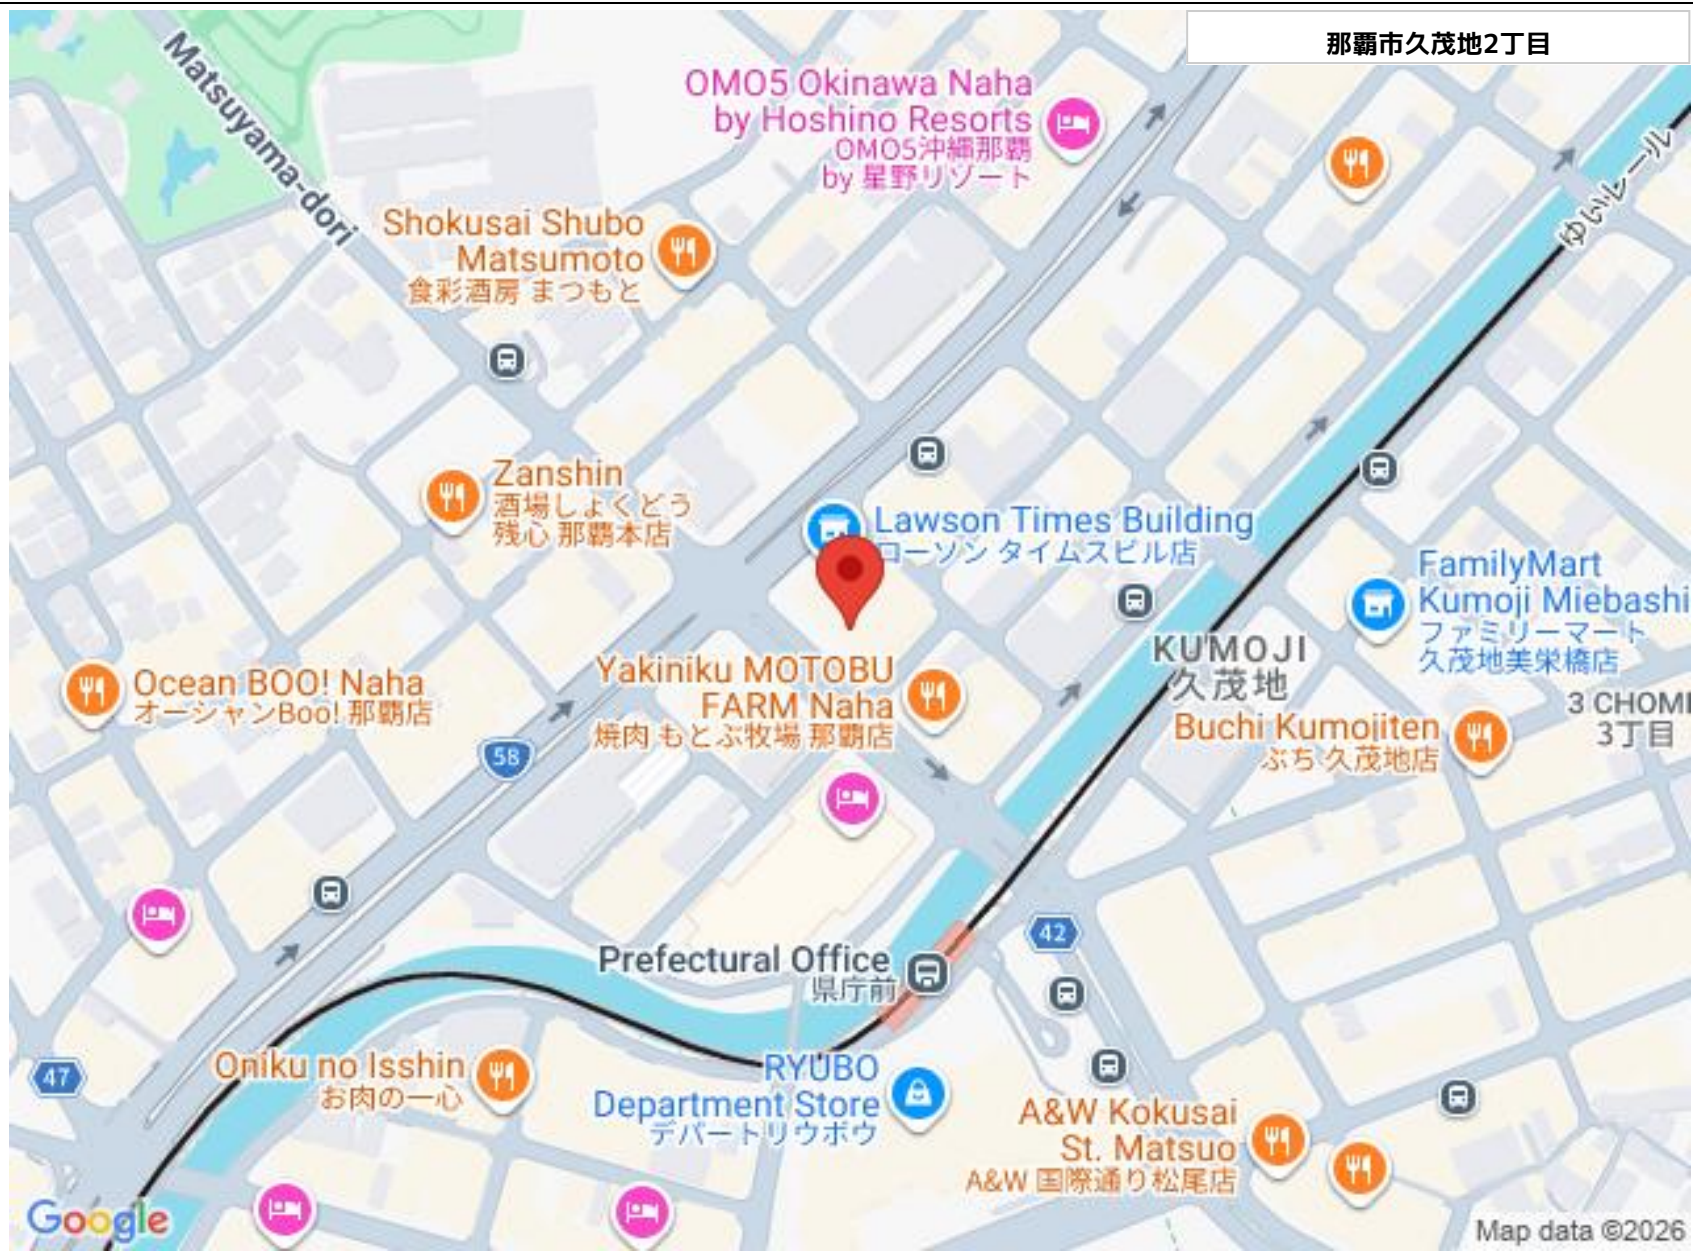 那覇市久茂地2丁目
Matsuyama-dori
OMO5 Okinawa Naha
by Hoshino Resorts
OMO5沖縄那覇
by 星野リゾート
ゆいレール
Shokusai Shubo
Matsumoto
食彩酒房 まつもと
Zanshin
酒場しょくどう
残心 那覇本店
Lawson Times Building
ローソン タイムスビル店
FamilyMart
Kumoji Miebashi
ファミリーマート
久茂地美栄橋店
KUMOJI
久茂地
Ocean BOO! Naha
オーシャンBoo! 那覇店
Yakiniku MOTOBU
FARM Naha
焼肉 もとぶ牧場 那覇店
3 CHOME
3丁目
Buchi Kumojiten
ぶち 久茂地店
58
42
Prefectural Office
県庁前
47
Oniku no Isshin
お肉の一心
RYUBO
Department Store
デパートリウボウ
A&W Kokusai
St. Matsuo
A&W 国際通り松尾店
Google
Map data ©2026